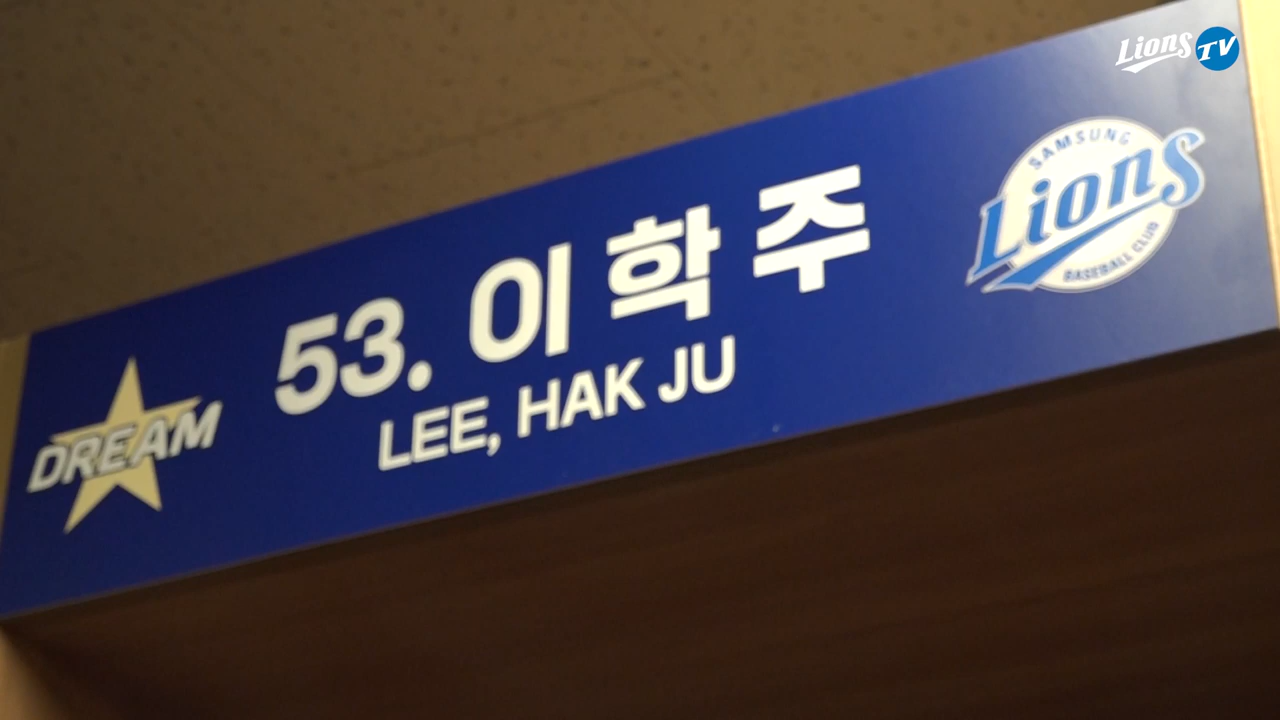 Lions TV
SAMSUNG
Lions
BASEBALL CLUB
53. 이학주
LEE, HAK JU
DREAM